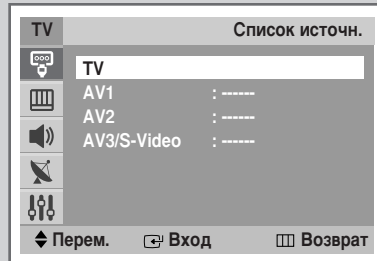 TV Список источн.
TV
AV1 : ------
AV2 : ------
AV3/S-Video : ------
Перем. Вход Возврат